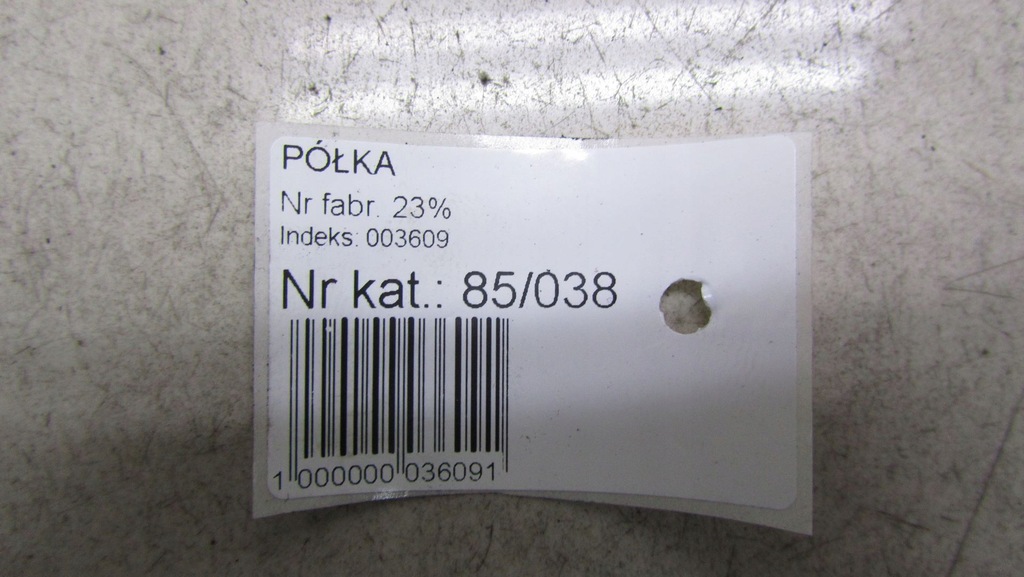 PÓŁKA
Nr fabr. 23%
Indeks: 003609
Nr kat.: 85/038
1 000000 036091